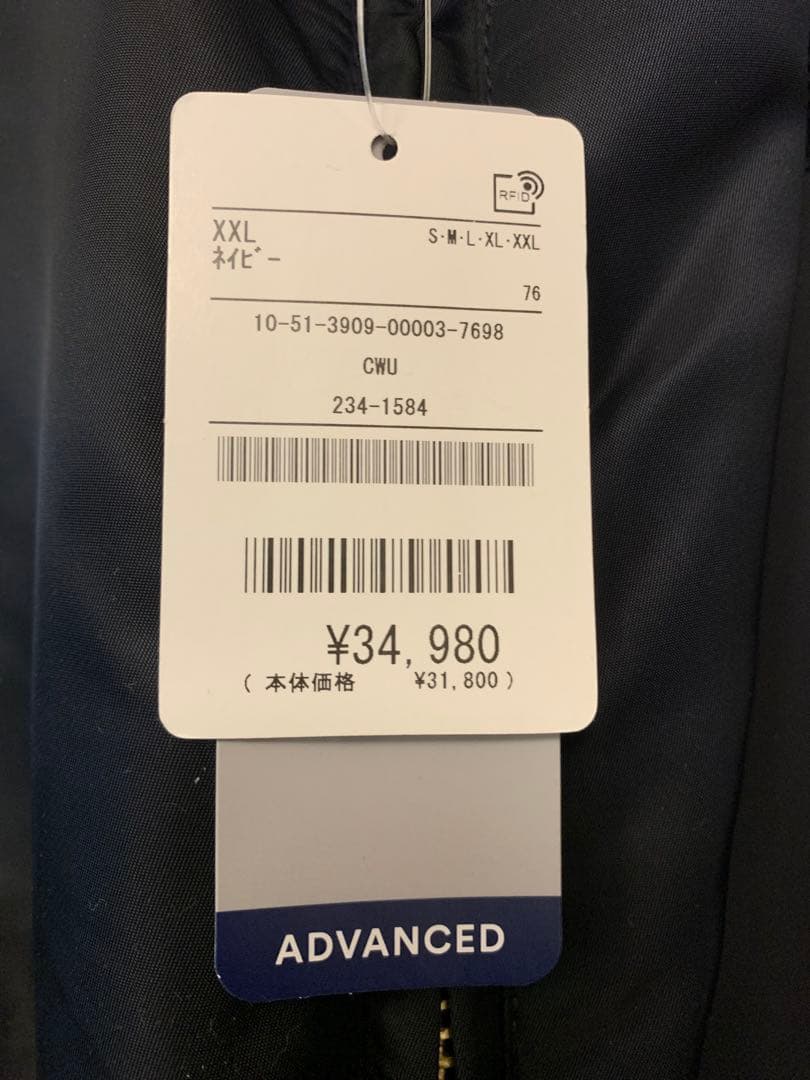 RFID
XXL
S·M·L·XL·XXL
ネイビー
76
10-51-3909-00003-7698
CWU
234-1584
¥34,980
( 本体価格 ¥31,800 )
ADVANCED